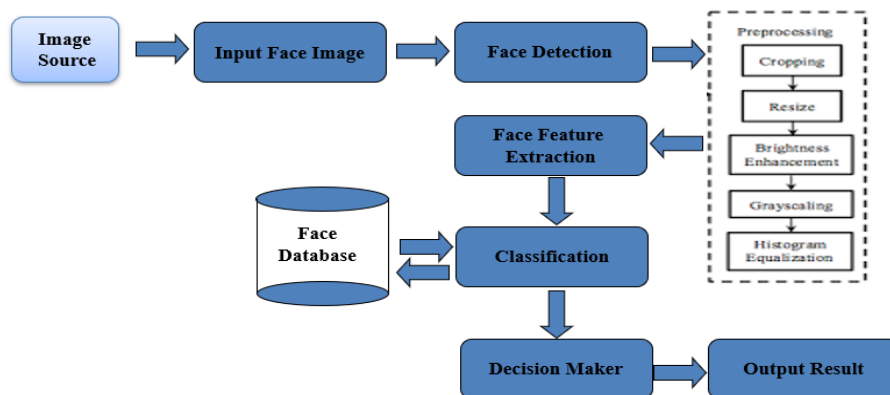 Image
Source
Input Face Image
Face Detection
Preprocessing
Cropping
Resize
Brightness
Enhancement
Grayscaling
Histogram
Equalization
Face Feature
Extraction
Face
Database
Classification
Decision Maker
Output Result